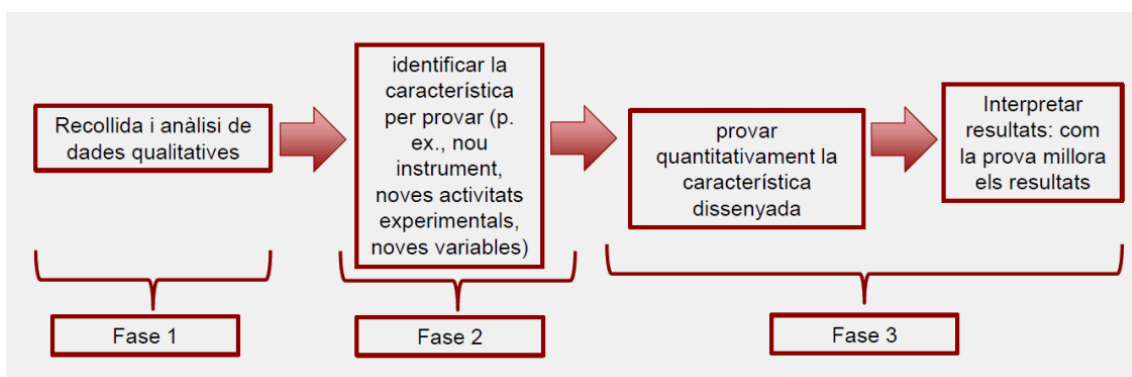 Recollida i anàlisi de
dades qualitatives
identificar la
característica
per provar (p.
ex., nou
instrument,
noves activitats
experimentals,
noves variables)
provar
quantitativament la
característica
dissenyada
Interpretar
resultats: com
la prova millora
els resultats
Fase 1
Fase 2
Fase 3